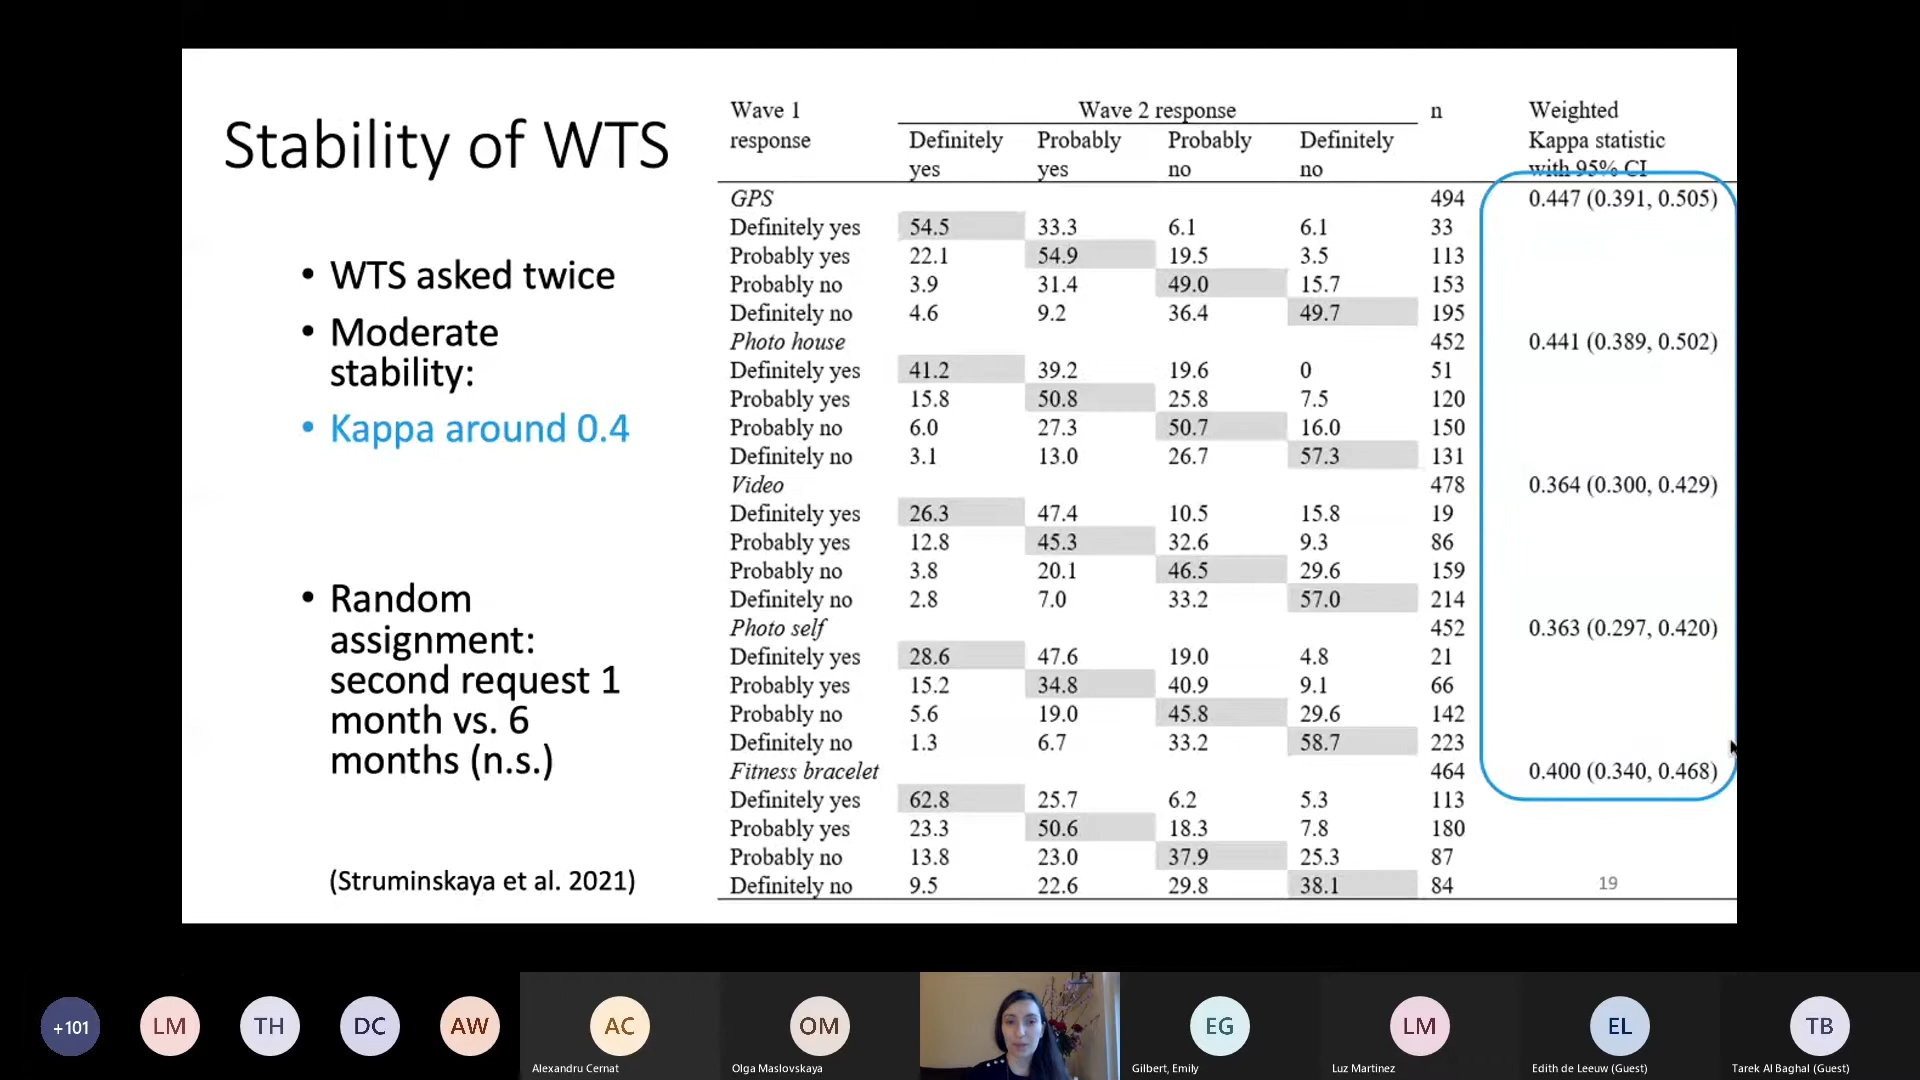 Stability of WTS
• WTS asked twice
• Moderate
stability:
• Kappa around 0.4
• Random
assignment:
second request 1
month vs. 6
months (n.s.)
(Struminskaya et al. 2021)
Wave 1 Wave 2 response n Weighted
response Definitely Probably Probably Definitely Kappa statistic
yes yes no no with 95% CI
GPS 494 0.447 (0.391, 0.505)
Definitely yes 54.5 33.3 6.1 6.1 33
Probably yes 22.1 54.9 19.5 3.5 113
Probably no 3.9 31.4 49.0 15.7 153
Definitely no 4.6 9.2 36.4 49.7 195
Photo house 452 0.441 (0.389, 0.502)
Definitely yes 41.2 39.2 19.6 0 51
Probably yes 15.8 50.8 25.8 7.5 120
Probably no 6.0 27.3 50.7 16.0 150
Definitely no 3.1 13.0 26.7 57.3 131
Video 478 0.364 (0.300, 0.429)
Definitely yes 26.3 47.4 10.5 15.8 19
Probably yes 12.8 45.3 32.6 9.3 86
Probably no 3.8 20.1 46.5 29.6 159
Definitely no 2.8 7.0 33.2 57.0 214
Photo self 452 0.363 (0.297, 0.420)
Definitely yes 28.6 47.6 19.0 4.8 21
Probably yes 15.2 34.8 40.9 9.1 66
Probably no 5.6 19.0 45.8 29.6 142
Definitely no 1.3 6.7 33.2 58.7 223
Fitness bracelet 464 0.400 (0.340, 0.468)
Definitely yes 62.8 25.7 6.2 5.3 113
Probably yes 23.3 50.6 18.3 7.8 180
Probably no 13.8 23.0 37.9 25.3 87
Definitely no 9.5 22.6 29.8 38.1 84
19
+101 LM TH DC AW AC OM EG LM EL TB
Alexandru Cernat Olga Maslovskaya Gilbert, Emily Luz Martinez Edith de Leeuw (Guest) Tarek Al Baghal (Guest)